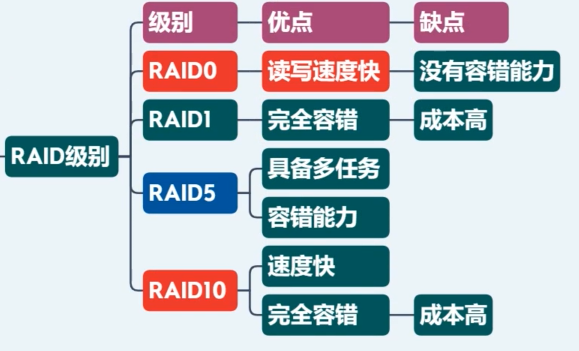 级别 优点 缺点
RAID0 读写速度快 没有容错能力
RAID1 完全容错 成本高
RAID级别
具备多任务
RAID5
容错能力
速度快
RAID10
完全容错 成本高